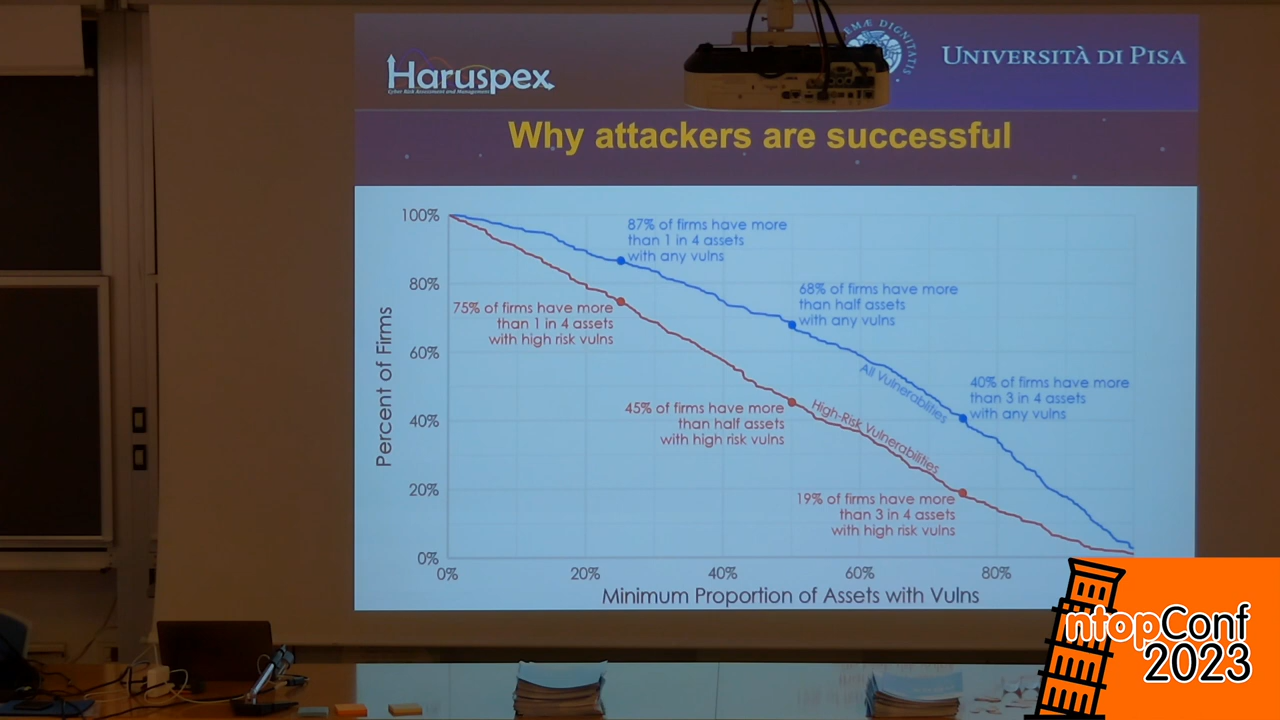 Haruspex
Cyber Risk Assessment and Management
UNIVERSITÀ DI PISA
Why attackers are successful
100%
80%
60%
40%
20%
0%
Percent of Firms
87% of firms have more
than 1 in 4 assets
with any vulns
75% of firms have more
than 1 in 4 assets
with high risk vulns
68% of firms have more
than half assets
with any vulns
45% of firms have more
than half assets
with high risk vulns
All Vulnerabilities
High-Risk Vulnerabilities
40% of firms have more
than 3 in 4 assets
with any vulns
19% of firms have more
than 3 in 4 assets
with high risk vulns
0%
20%
40%
60%
80%
Minimum Proportion of Assets with Vulns
ntopConf
2023